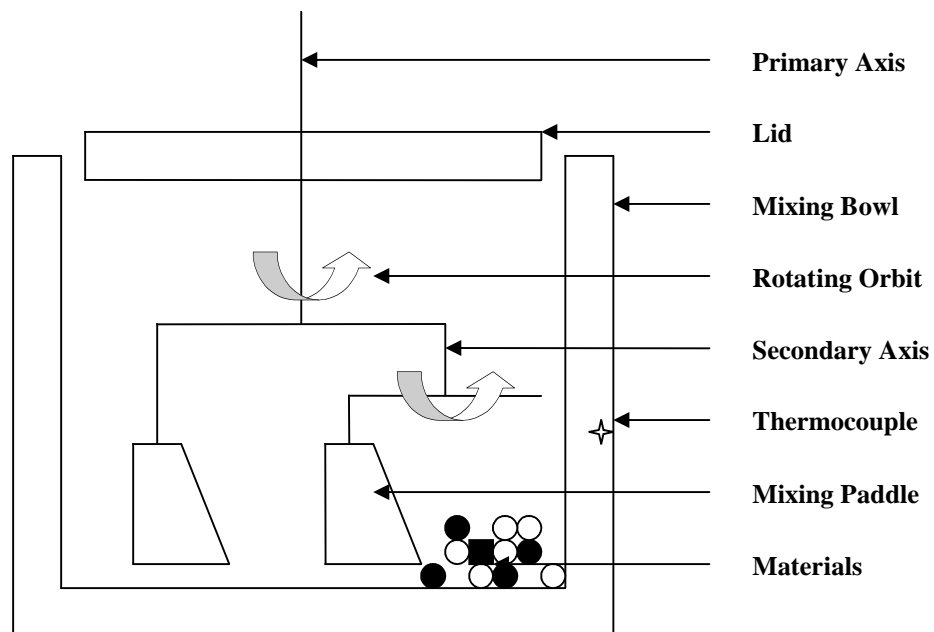 Primary Axis
Lid
Mixing Bowl
Rotating Orbit
Secondary Axis
Thermocouple
Mixing Paddle
Materials